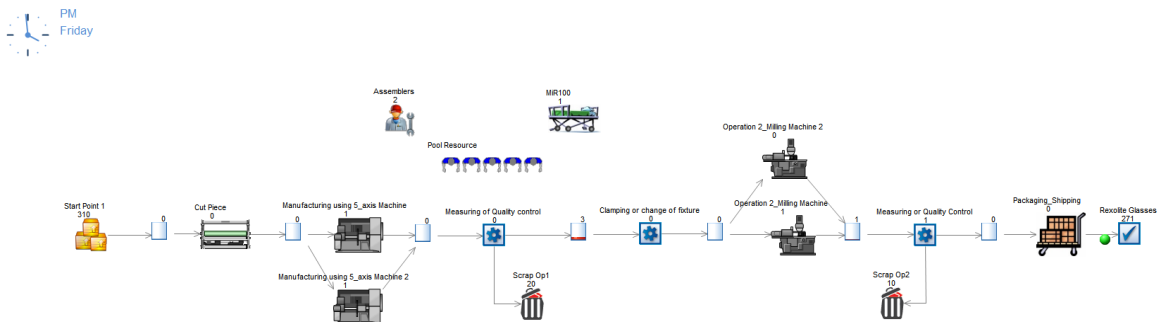 PM
Friday
Assemblers
2
MiR100
1
Operation 2_Milling Machine 2
0
Pool Resource
Start Point 1
310
0
Cut Piece
0
0
Manufacturing using 5_axis Machine
1
0
Measuring of Quality control
0
3
Clamping or change of fixture
0
0
Operation 2_Milling Machine
1
1
Measuring or Quality Control
1
0
Packaging_Shipping
0
Rexolite Glasses
271
Manufacturing using 5_axis Machine 2
1
Scrap Op1
20
Scrap Op2
10